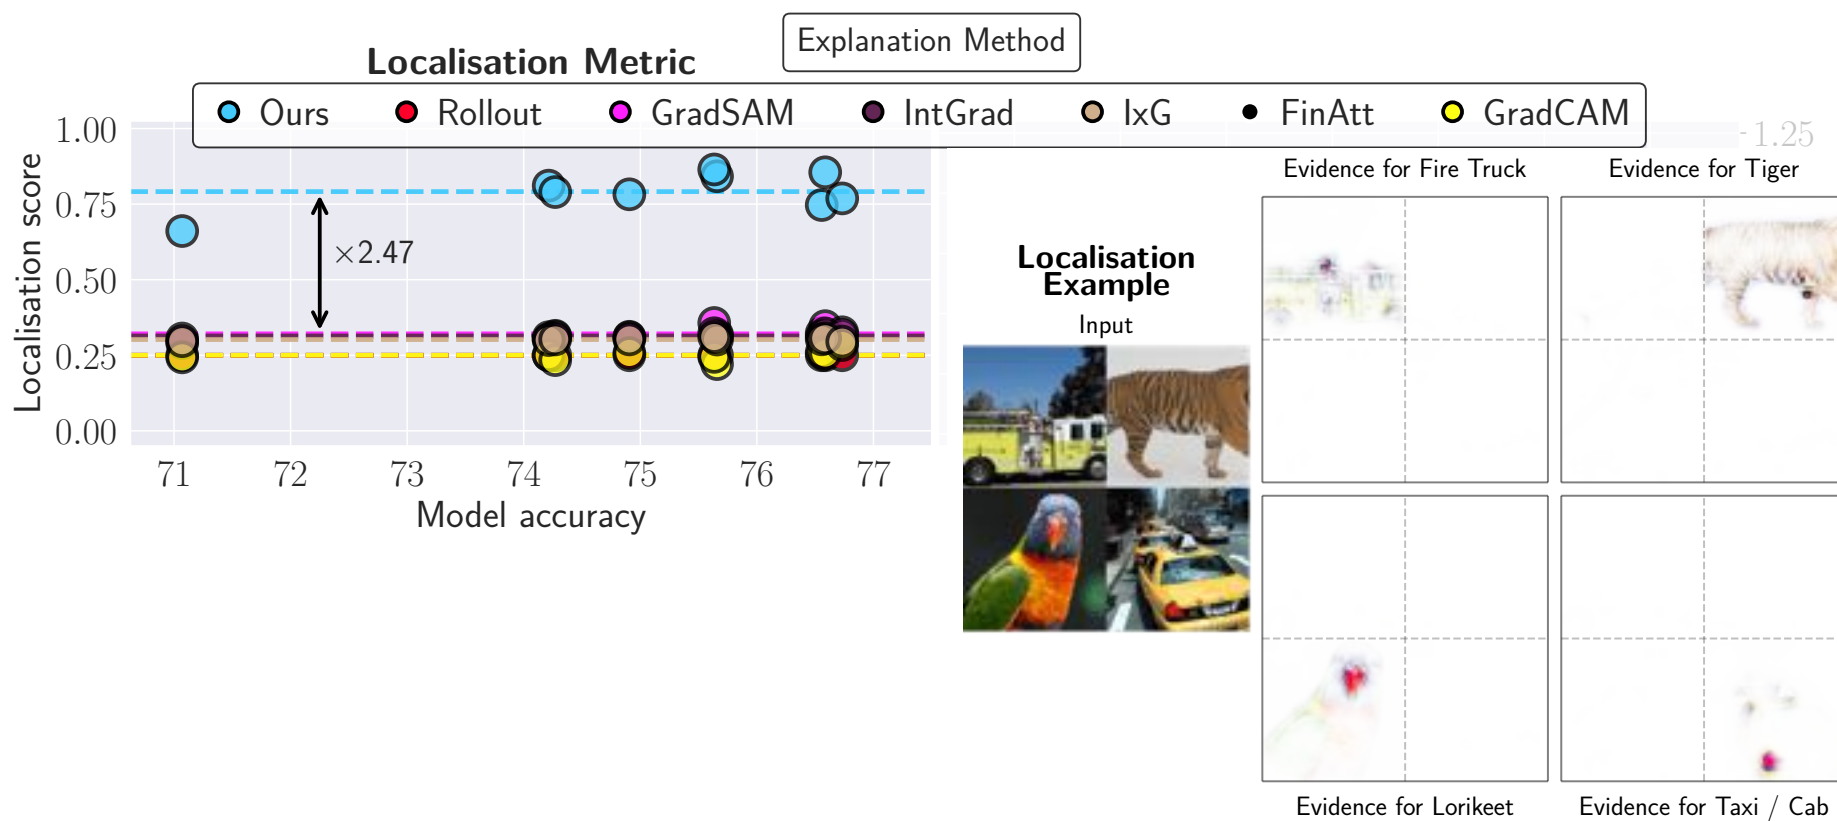 Explanation Method
Localisation Metric
Ours Rollout GradSAM IntGrad IxG FinAtt GradCAM
1.00
0.75
0.50
0.25
0.00
Localisation score
×2.47
71 72 73 74 75 76 77
Model accuracy
1.25
Localisation
Example
Input
Evidence for Fire Truck
Evidence for Tiger
Evidence for Lorikeet
Evidence for Taxi / Cab